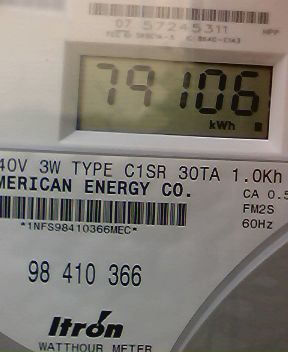 07 57245311
79106
kWh
40V 3W TYPE C1SR 30TA 1.0Kh
MERICAN ENERGY CO.
CA 0.5
FM2S
60Hz
*1NFS98410366MEC*
98 410 366
Itron
WATTHOUR METER